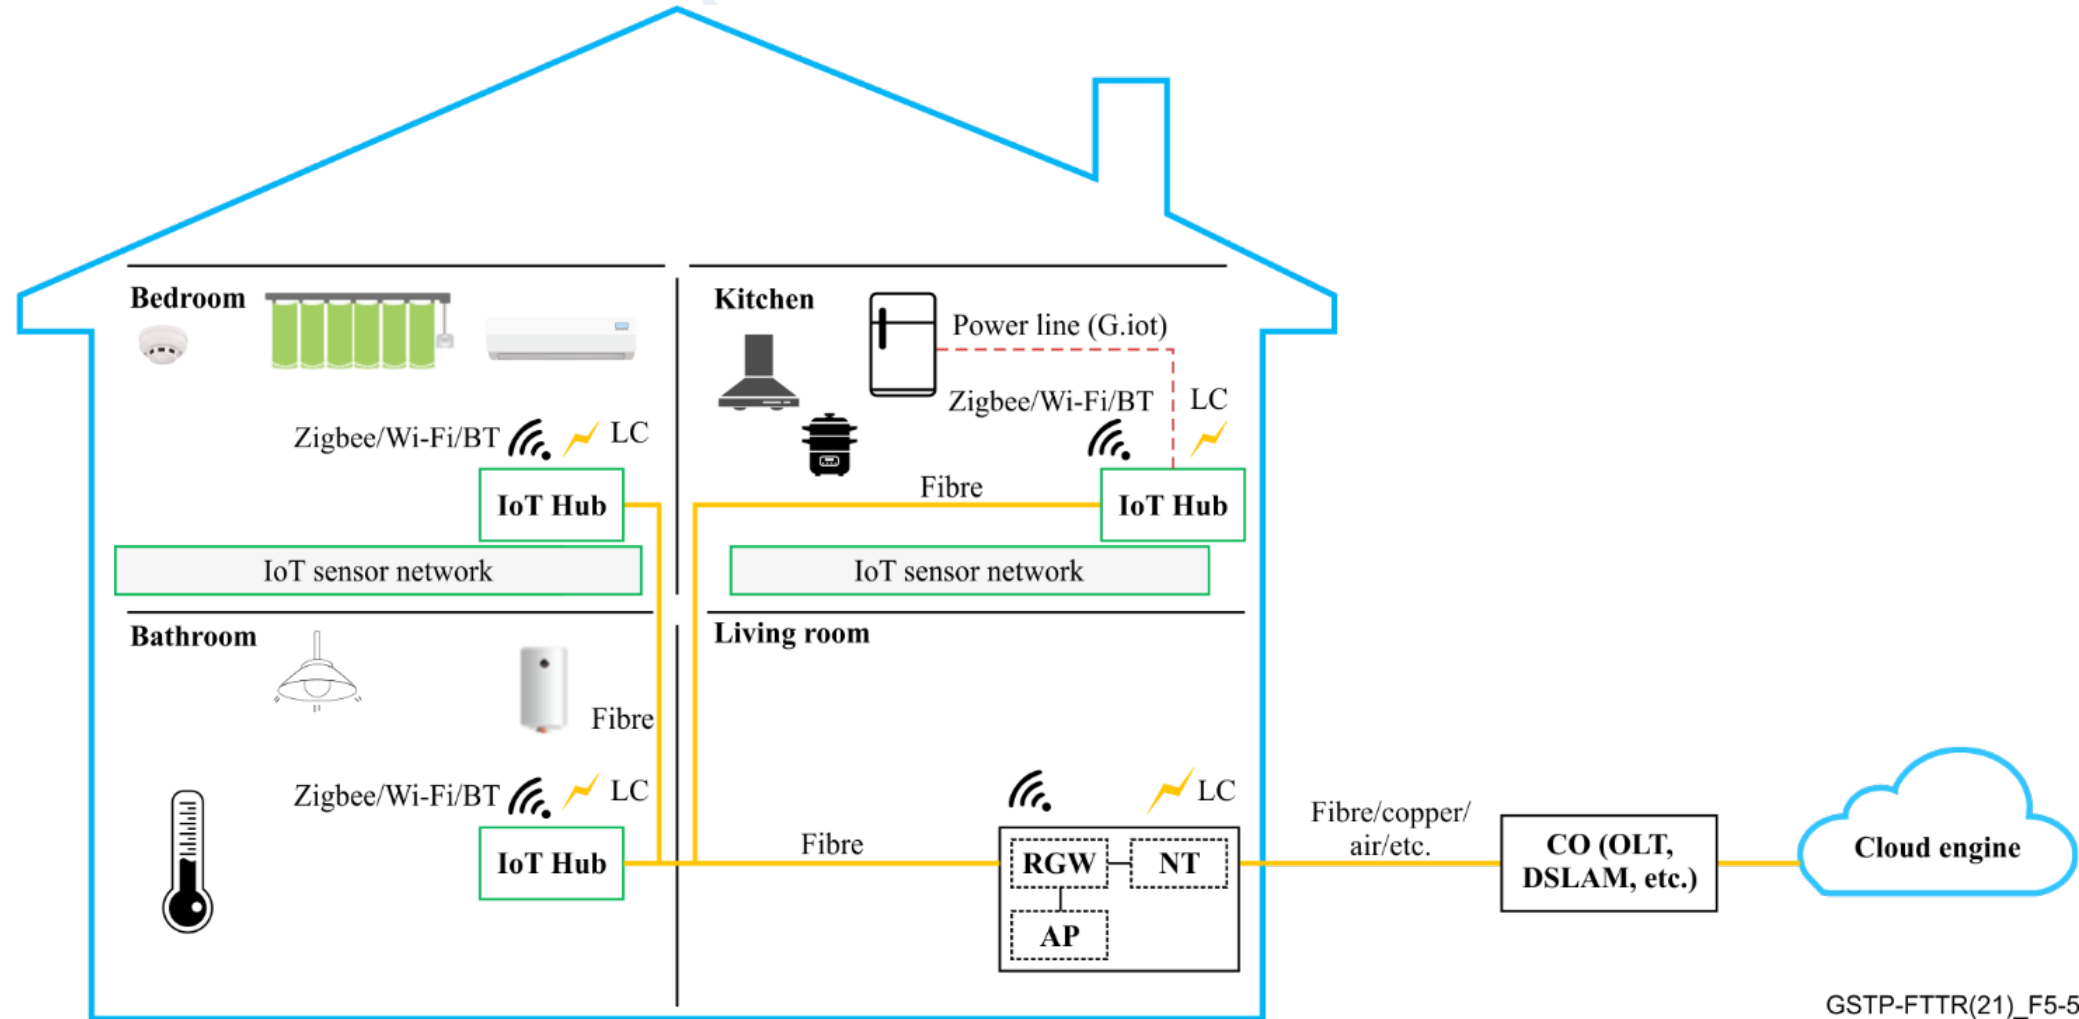 Bedroom
Kitchen
Power line (G.iot)
Zigbee/Wi-Fi/BT
LC
Zigbee/Wi-Fi/BT
LC
Fibre
IoT Hub
IoT Hub
IoT sensor network
IoT sensor network
Bathroom
Living room
Fibre
Zigbee/Wi-Fi/BT
LC
LC
Fibre/copper/
air/etc.
IoT Hub
Fibre
RGW
NT
AP
CO (OLT,
DSLAM, etc.)
Cloud engine
GSTP-FTTR(21)_F5-5